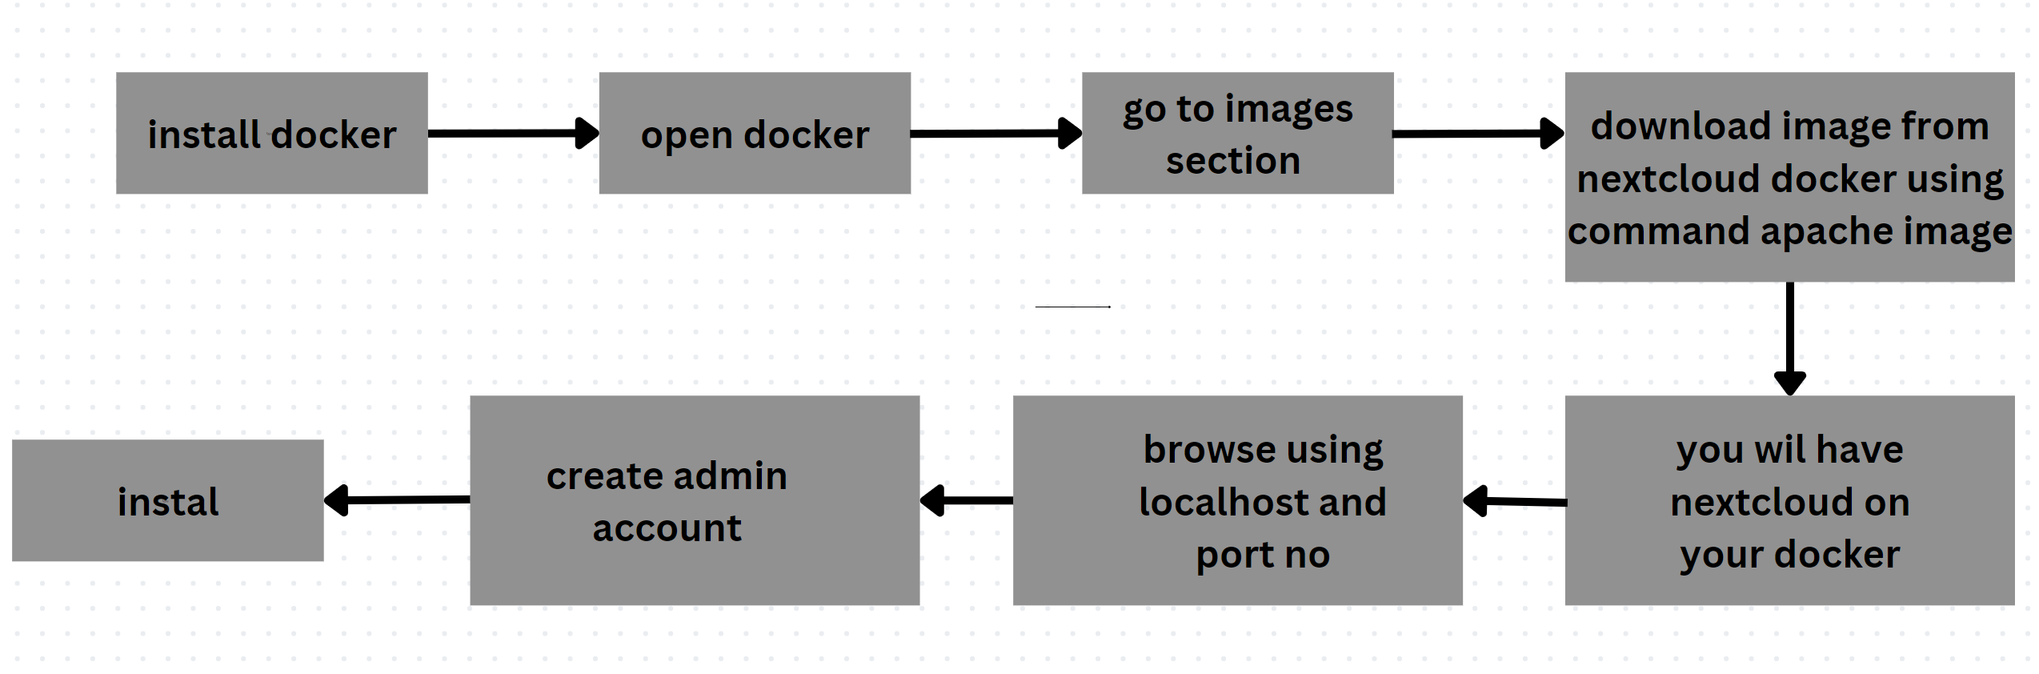 install docker
open docker
go to images
section
download image from
nextcloud docker using
command apache image
you wil have
nextcloud on
your docker
browse using
localhost and
port no
create admin
account
instal